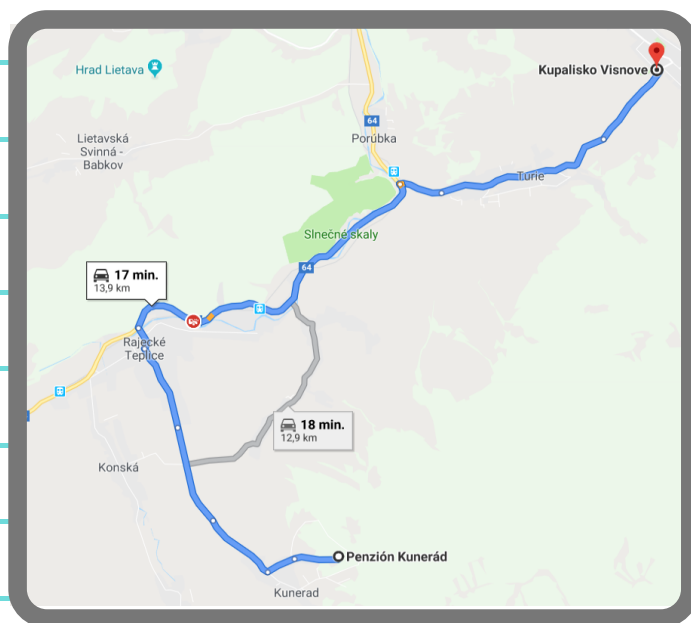 Kupalisko Visnove
Hrad Lietava
64
Porúbka
Lietavská
Svinná -
Babkov
Turie
Slnečné skaly
64
17 min.
13,9 km
Rajecké
Teplice
18 min.
12,9 km
Konská
Penzión Kunerád
Kunerad